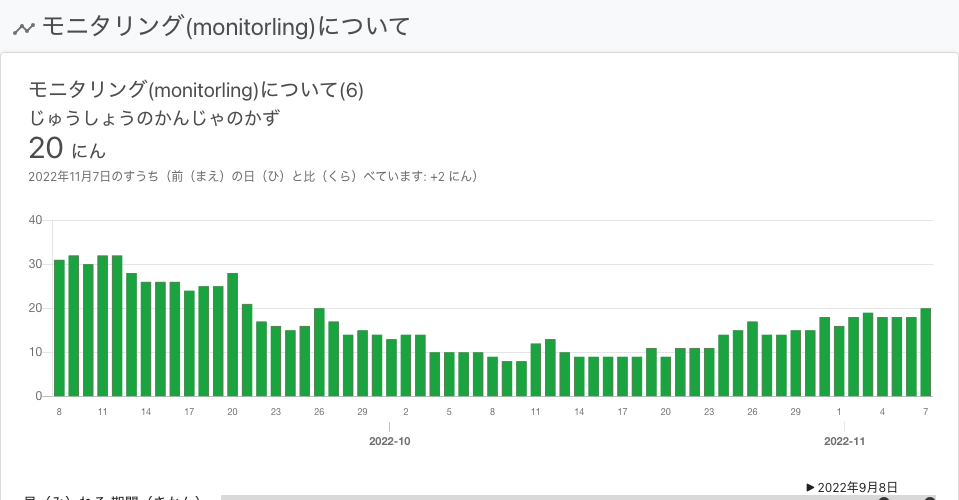 モニタリング(monitorling)について
モニタリング(monitorling)について(6)
じゅうしょうのかんじゃのかず
20 にん
2022年11月7日のすうち（前（まえ）の日（ひ）と比（くら）べています: +2 にん）
40
30
20
10
0
8 11 14 17 20 23 26 29 2 5 8 11 14 17 20 23 26 29 1 4 7
2022-10 2022-11
▶ 2022年9月8日